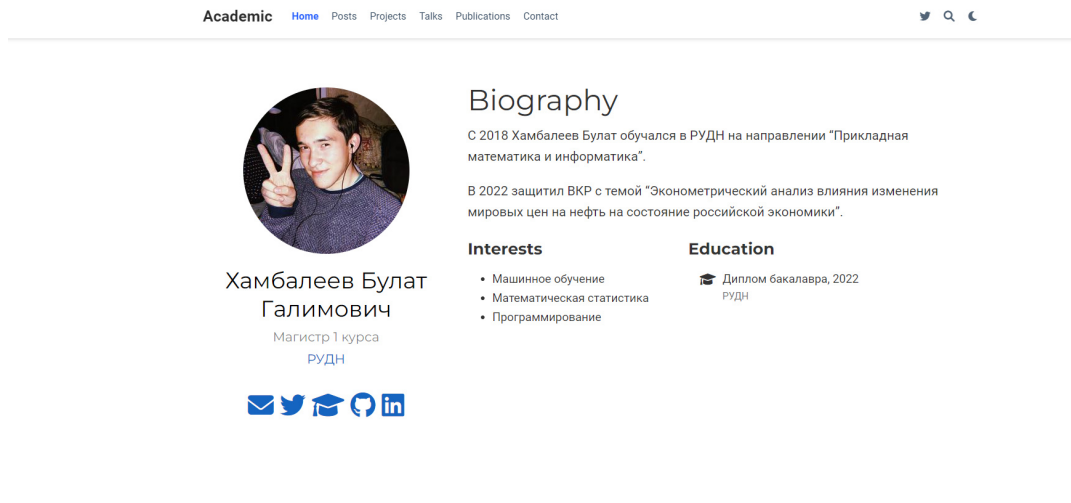 Academic Home Posts Projects Talks Publications Contact
Biography
С 2018 Хамбалеев Булат обучался в РУДН на направлении “Прикладная
математика и информатика”.
В 2022 защитил ВКР с темой “Эконометрический анализ влияния изменения
мировых цен на нефть на состояние российской экономики”.
Хамбалеев Булат
Галимович
Магистр 1 курса
РУДН
Interests
Машинное обучение
Математическая статистика
Программирование
Education
Диплом бакалавра, 2022
РУДН